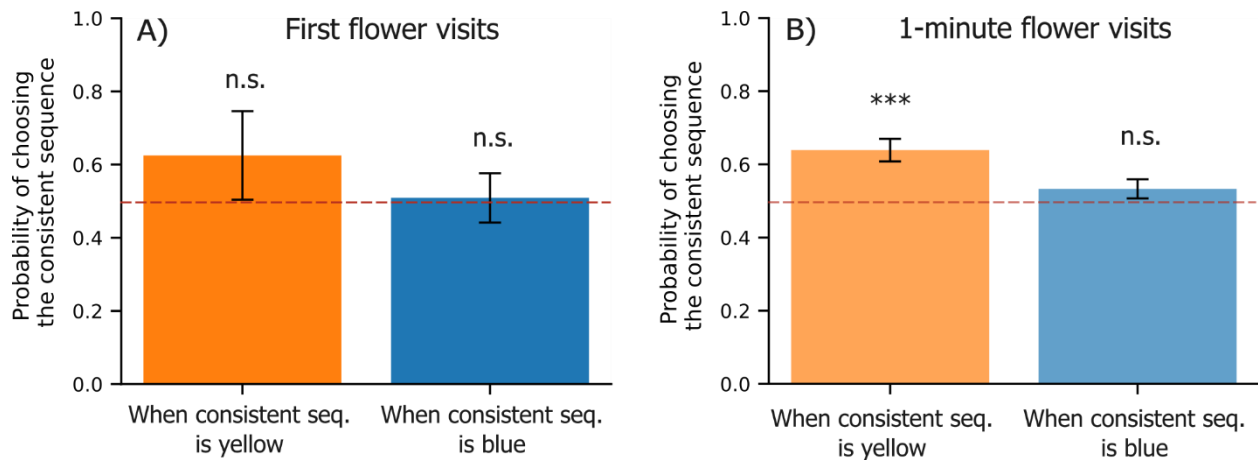 A)
First flower visits
Probability of choosing
the consistent sequence
1.0
0.8
0.6
0.4
0.2
0.0
n.s.
n.s.
When consistent seq.
is yellow
When consistent seq.
is blue
B)
1-minute flower visits
Probability of choosing
the consistent sequence
1.0
0.8
0.6
0.4
0.2
0.0
***
n.s.
When consistent seq.
is yellow
When consistent seq.
is blue